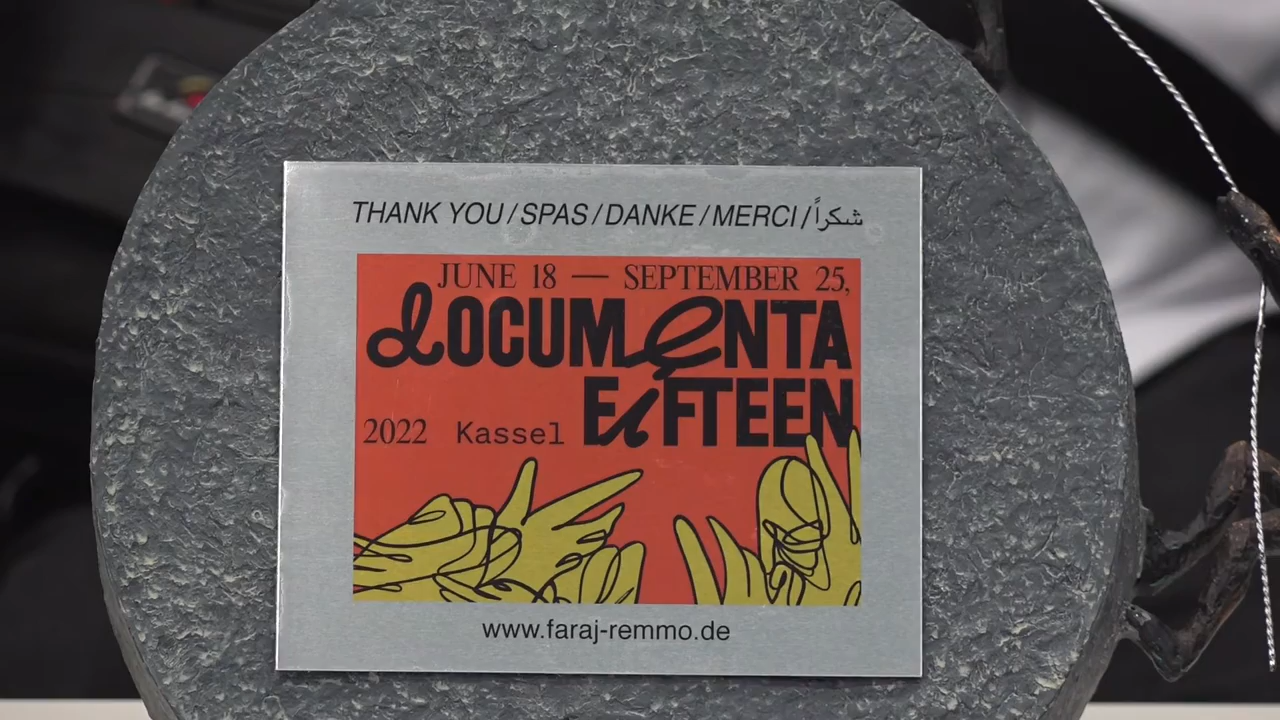 THANK YOU / SPAS / DANKE / MERCI / شكراً
JUNE 18 — SEPTEMBER 25,
dOCUMeNTA
FiFTEEN
2022 Kassel
www.faraj-remmo.de